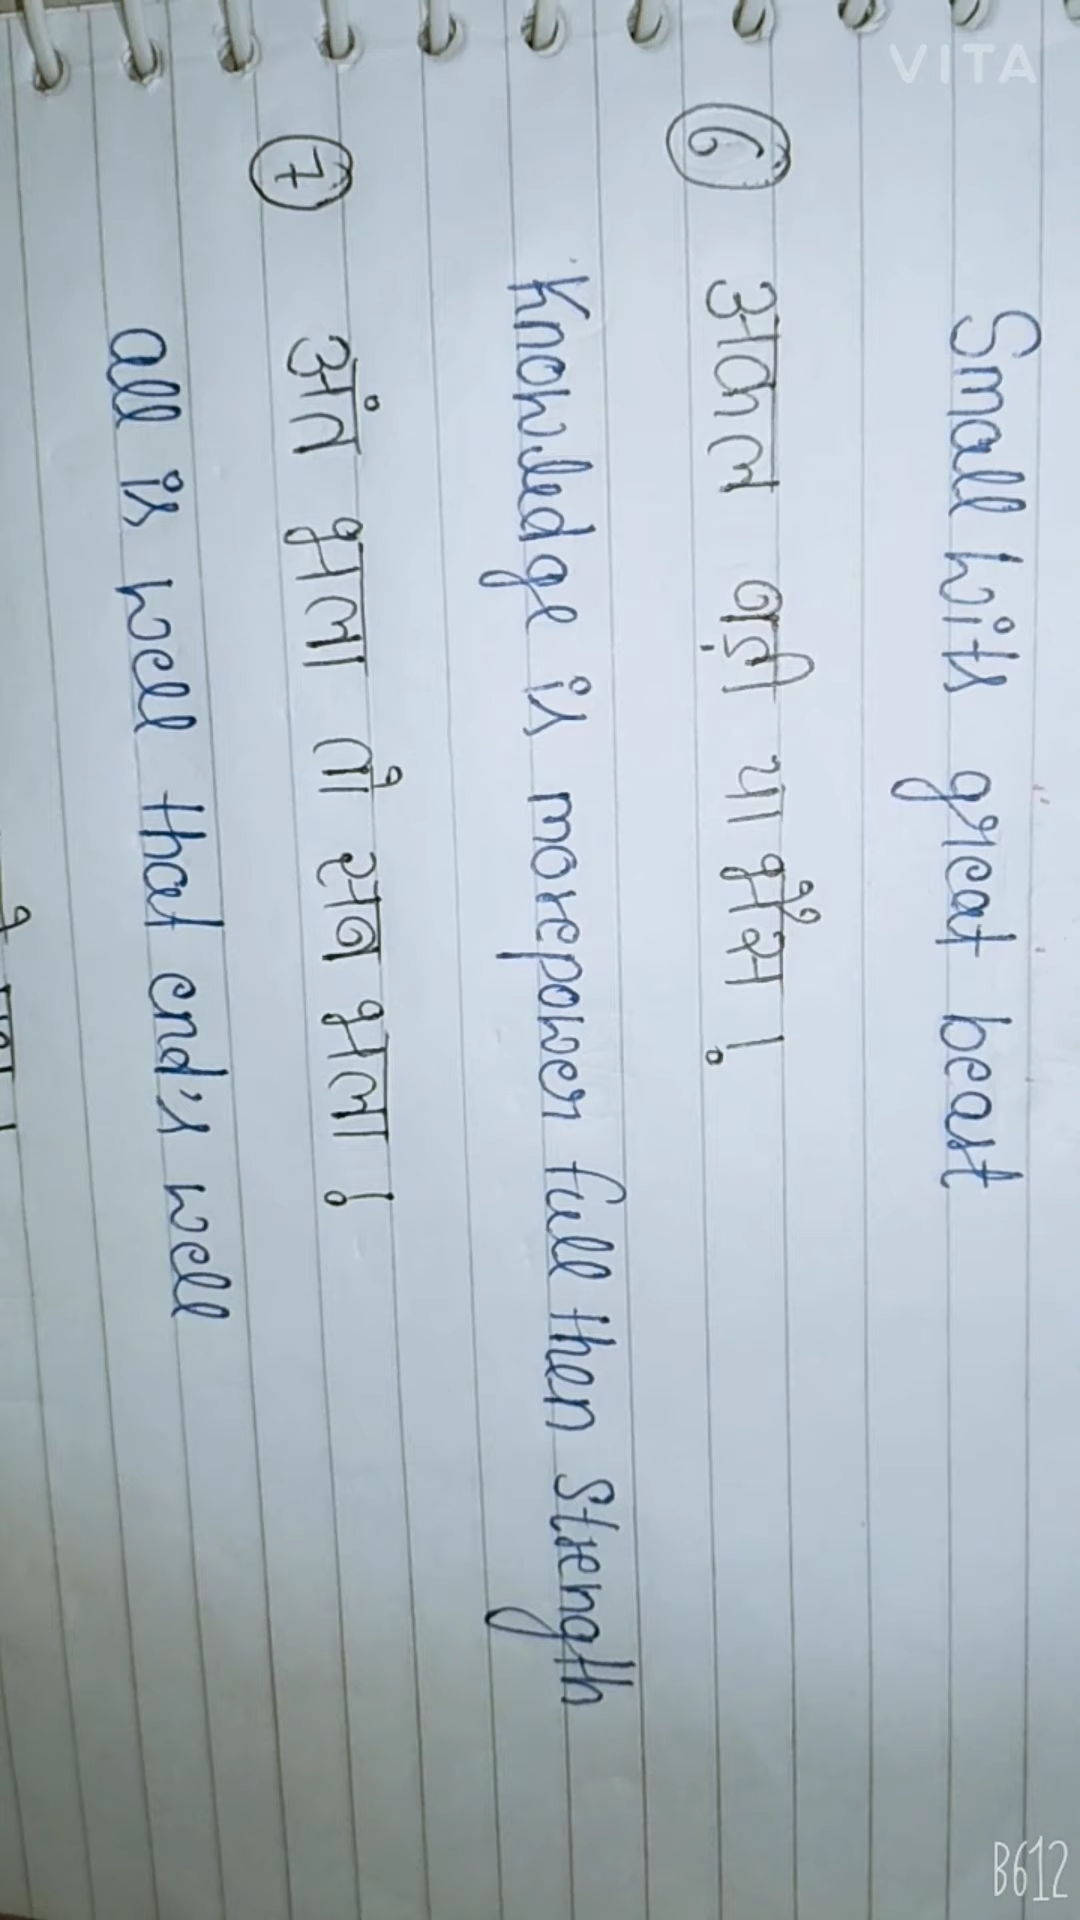 VITA
Small wits great beast
6 अकल बड़ी या भैंस !
Knowledge is morepower full then strength
7 अंत भला तो सब भला !
all is well that end's well
B612